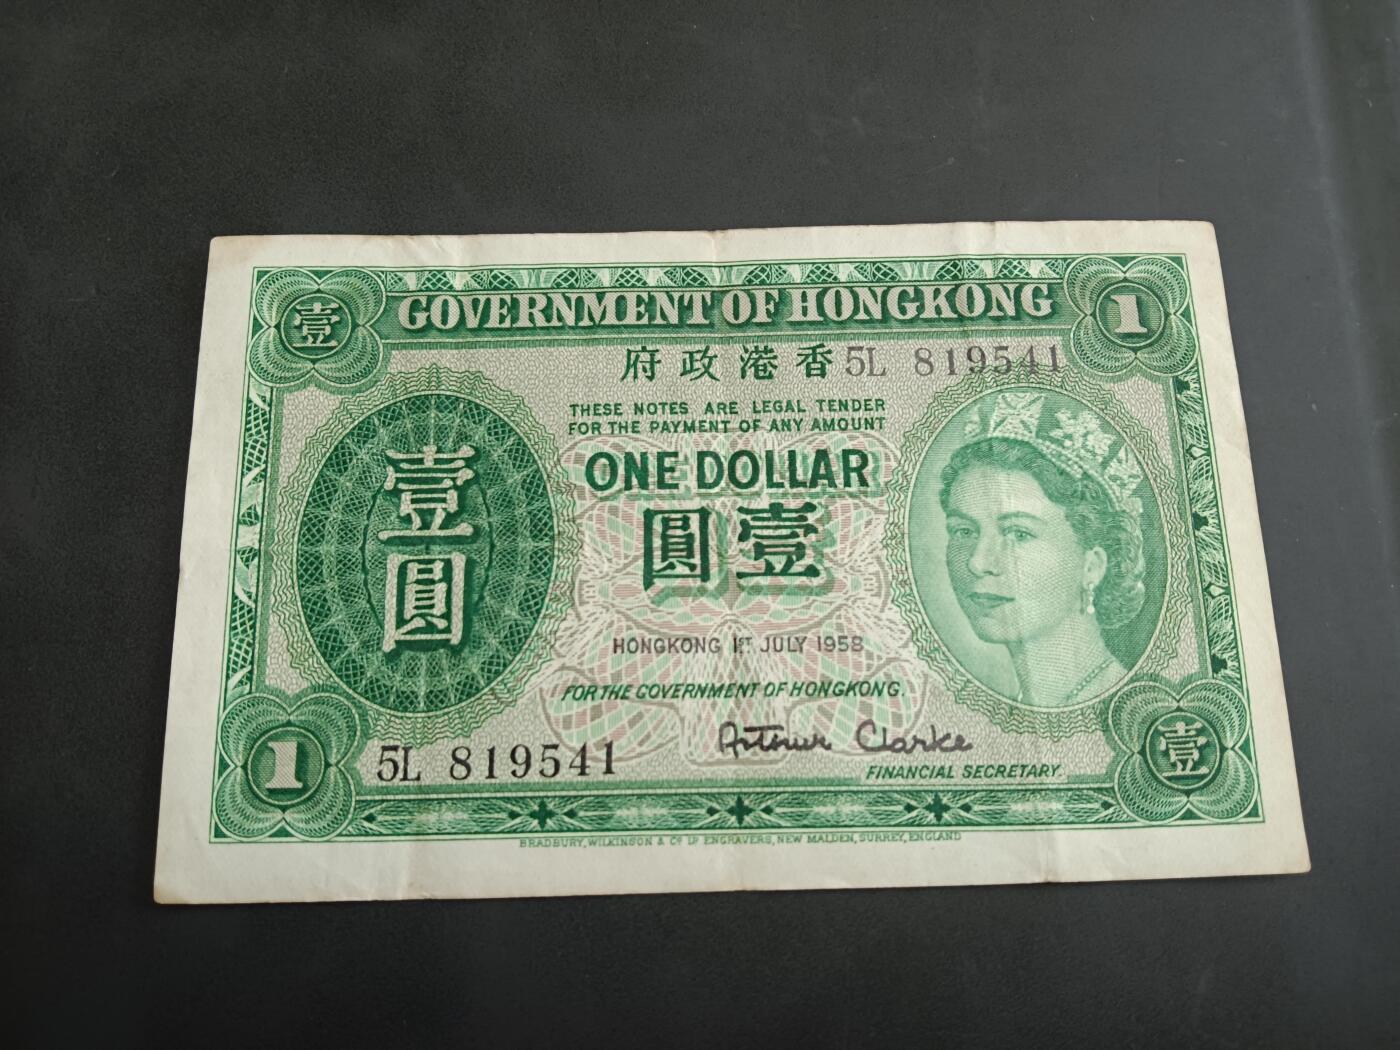 壹 GOVERNMENT OF HONGKONG 1
府政港香 5L 819541
THESE NOTES ARE LEGAL TENDER
FOR THE PAYMENT OF ANY AMOUNT
ONE DOLLAR
圓壹
壹圓
HONGKONG 1ST JULY 1958
FOR THE GOVERNMENT OF HONGKONG.
Arthur Clarke
1 5L 819541 FINANCIAL SECRETARY. 壹
BRADBURY, WILKINSON & Co. LD. ENGRAVERS, NEW MALDEN, SURREY, ENGLAND